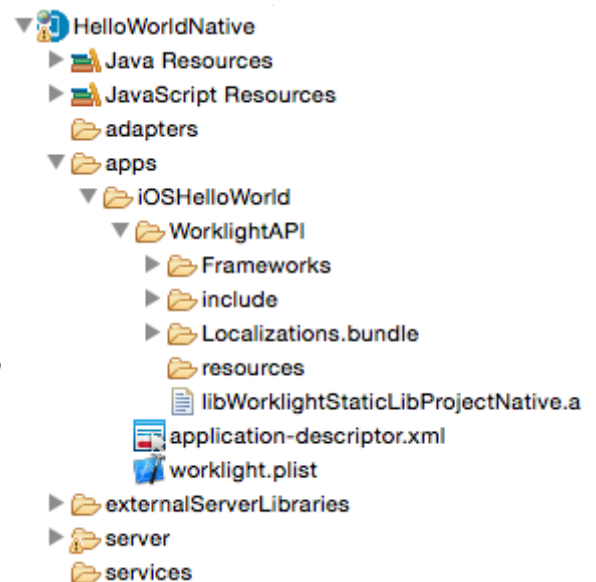 HelloWorldNative
Java Resources
JavaScript Resources
adapters
apps
iOSHelloWorld
WorklightAPI
Frameworks
include
Localizations.bundle
resources
libWorklightStaticLibProjectNative.a
application-descriptor.xml
worklight.plist
externalServerLibraries
server
services